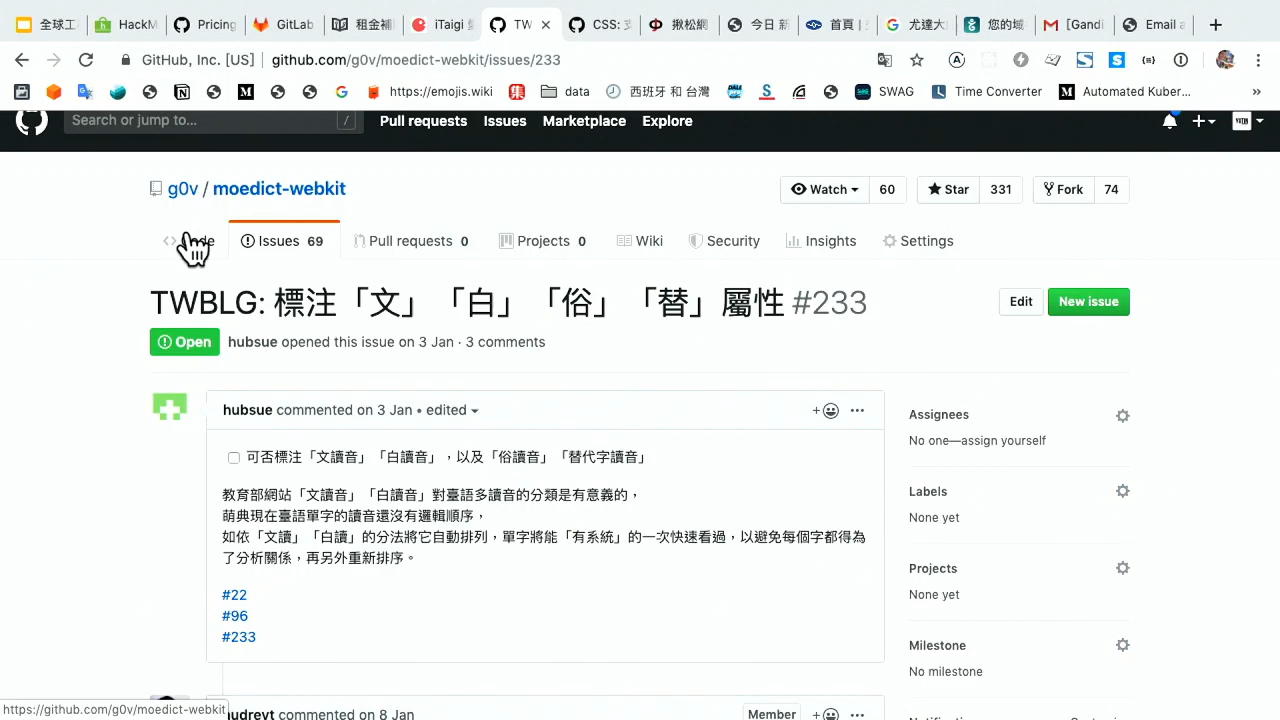 全球工
HackM
Pricing
GitLab
租金補
iTaigi
TW
CSS: 支
揪松網
今日 新
首頁
尤達大
您的域
[Gandi
Email a
GitHub, Inc. [US] | github.com/g0v/moedict-webkit/issues/233
https://emojis.wiki
data
西班牙 和 台灣
SWAG
Time Converter
Automated Kuber...
»
Search or jump to...
/
Pull requests
Issues
Marketplace
Explore
g0v / moedict-webkit
Watch 60
Star 331
Fork 74
Issues 69
Pull requests 0
Projects 0
Wiki
Security
Insights
Settings
TWBLG: 標注「文」「白」「俗」「替」屬性 #233
Edit
New issue
Open
hubsue opened this issue on 3 Jan · 3 comments
hubsue commented on 3 Jan • edited
可否標注「文讀音」「白讀音」，以及「俗讀音」「替代字讀音」
教育部網站「文讀音」「白讀音」對臺語多讀音的分類是有意義的，
萌典現在臺語單字的讀音還沒有邏輯順序，
如依「文讀」「白讀」的分法將它自動排列，單字將能「有系統」的一次快速看過，以避免每個字都得為
了分析關係，再另外重新排序。
#22
#96
#233
Assignees
No one—assign yourself
Labels
None yet
Projects
None yet
Milestone
No milestone
https://github.com/g0v/moedict-webkit
audreyt commented on 8 Jan
Member